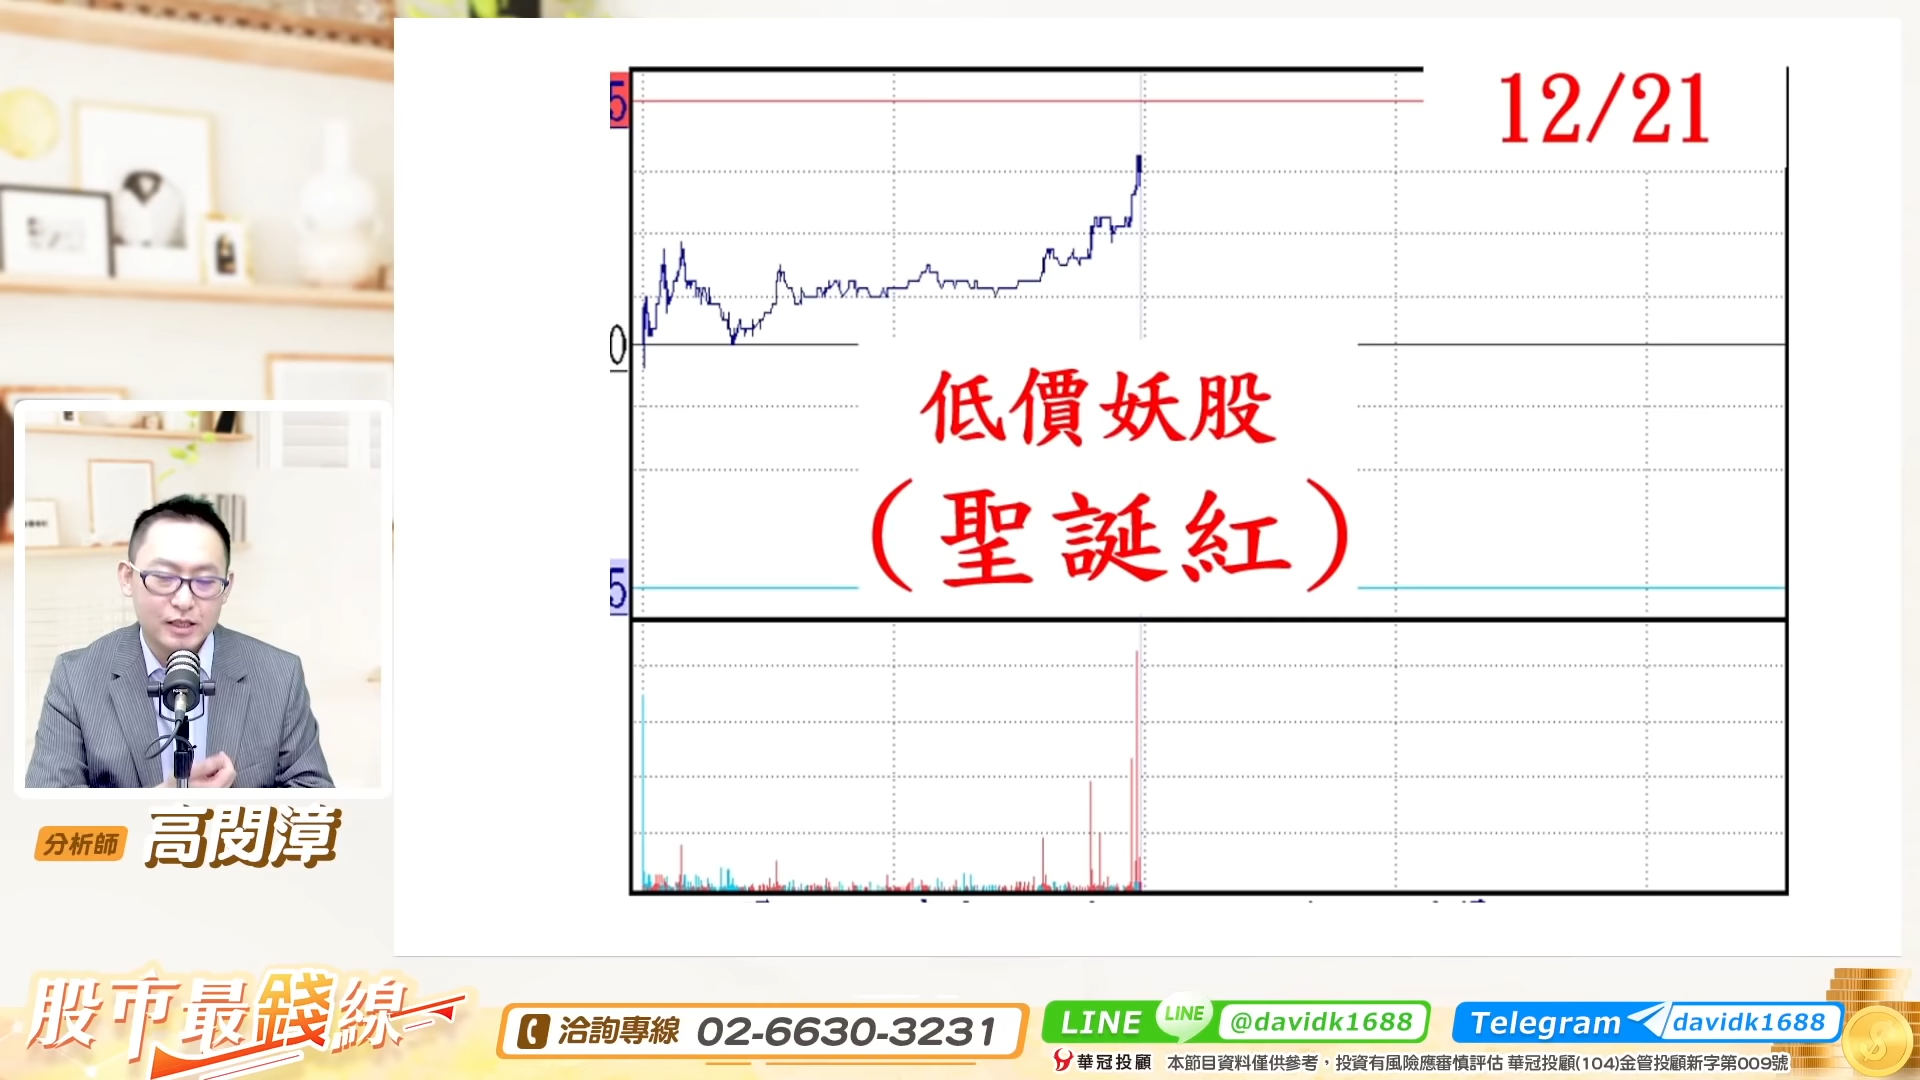 12/21
5
0
5
低價妖股
(聖誕紅)
分析師 高閔漳
股市最錢線
洽詢專線 02-6630-3231
LINE LINE @davidk1688
Telegram davidk1688
華冠投顧 本節目資料僅供參考,投資有風險應審慎評估 華冠投顧(104)金管投顧新字第009號